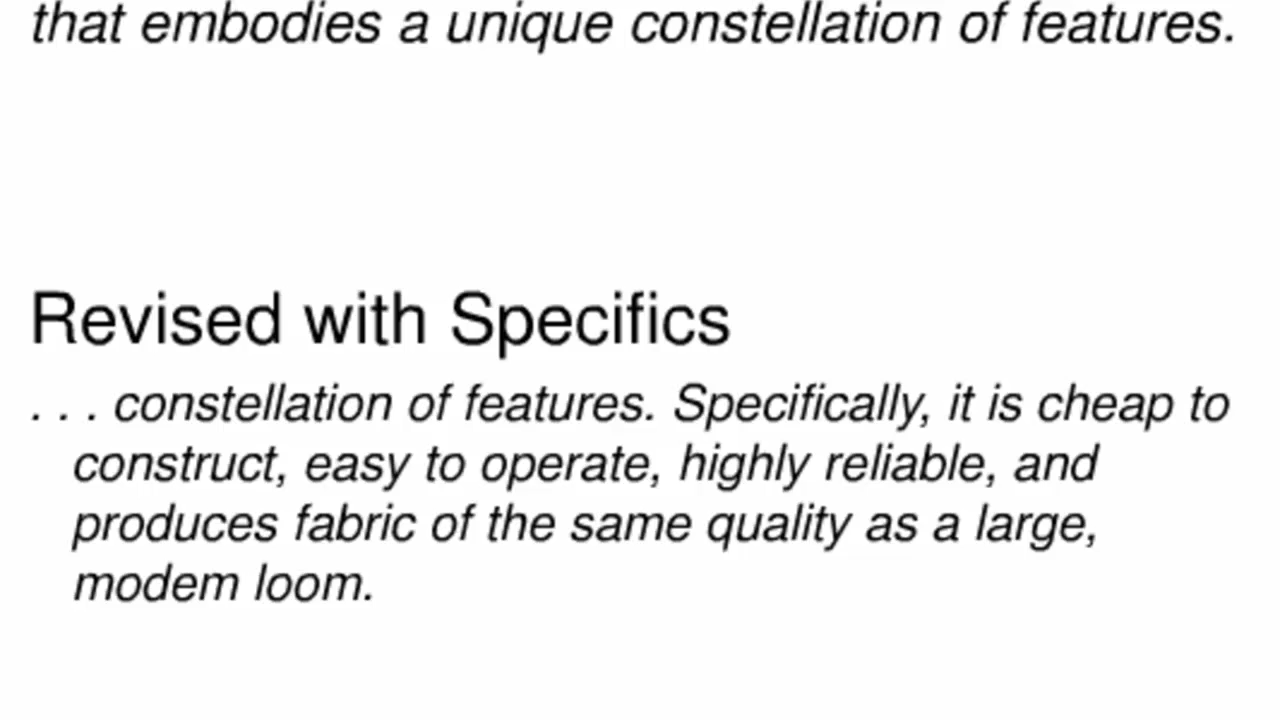 that embodies a unique constellation of features.
Revised with Specifics
. . . constellation of features. Specifically, it is cheap to
construct, easy to operate, highly reliable, and
produces fabric of the same quality as a large,
modem loom.